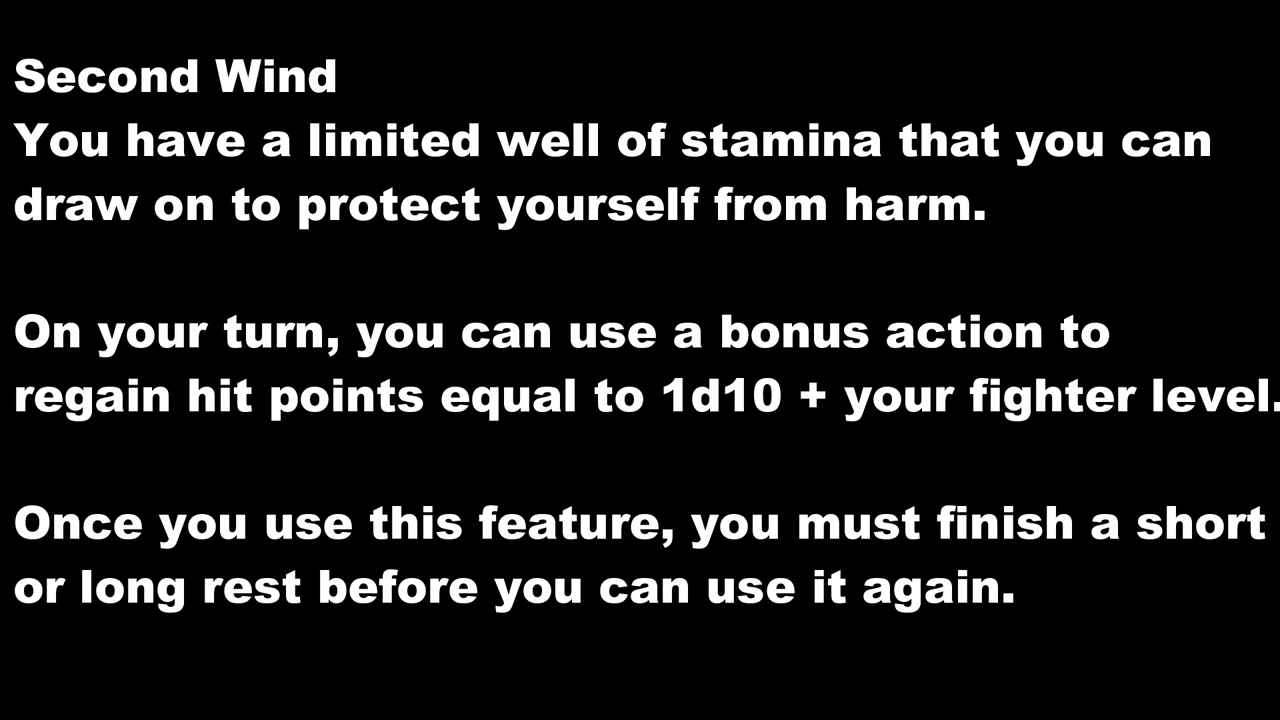 Second Wind
You have a limited well of stamina that you can
draw on to protect yourself from harm.
On your turn, you can use a bonus action to
regain hit points equal to 1d10 + your fighter level.
Once you use this feature, you must finish a short
or long rest before you can use it again.